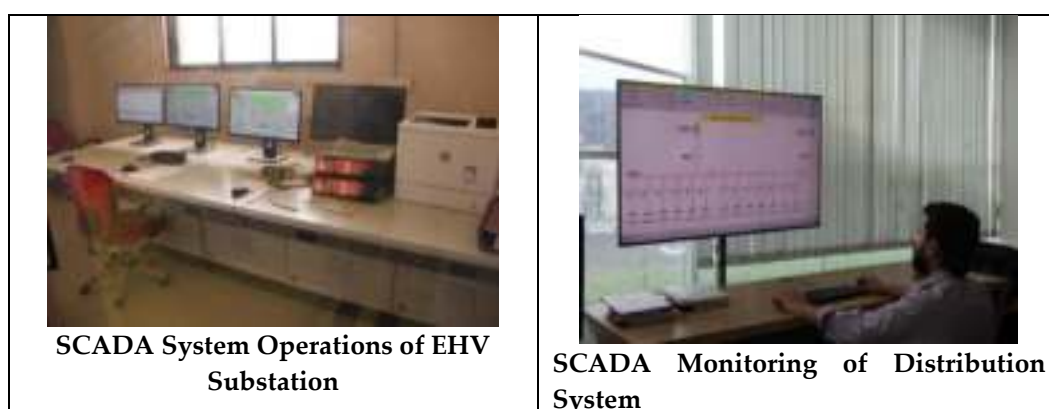 SCADA System Operations of EHV
Substation
SCADA Monitoring of Distribution
System